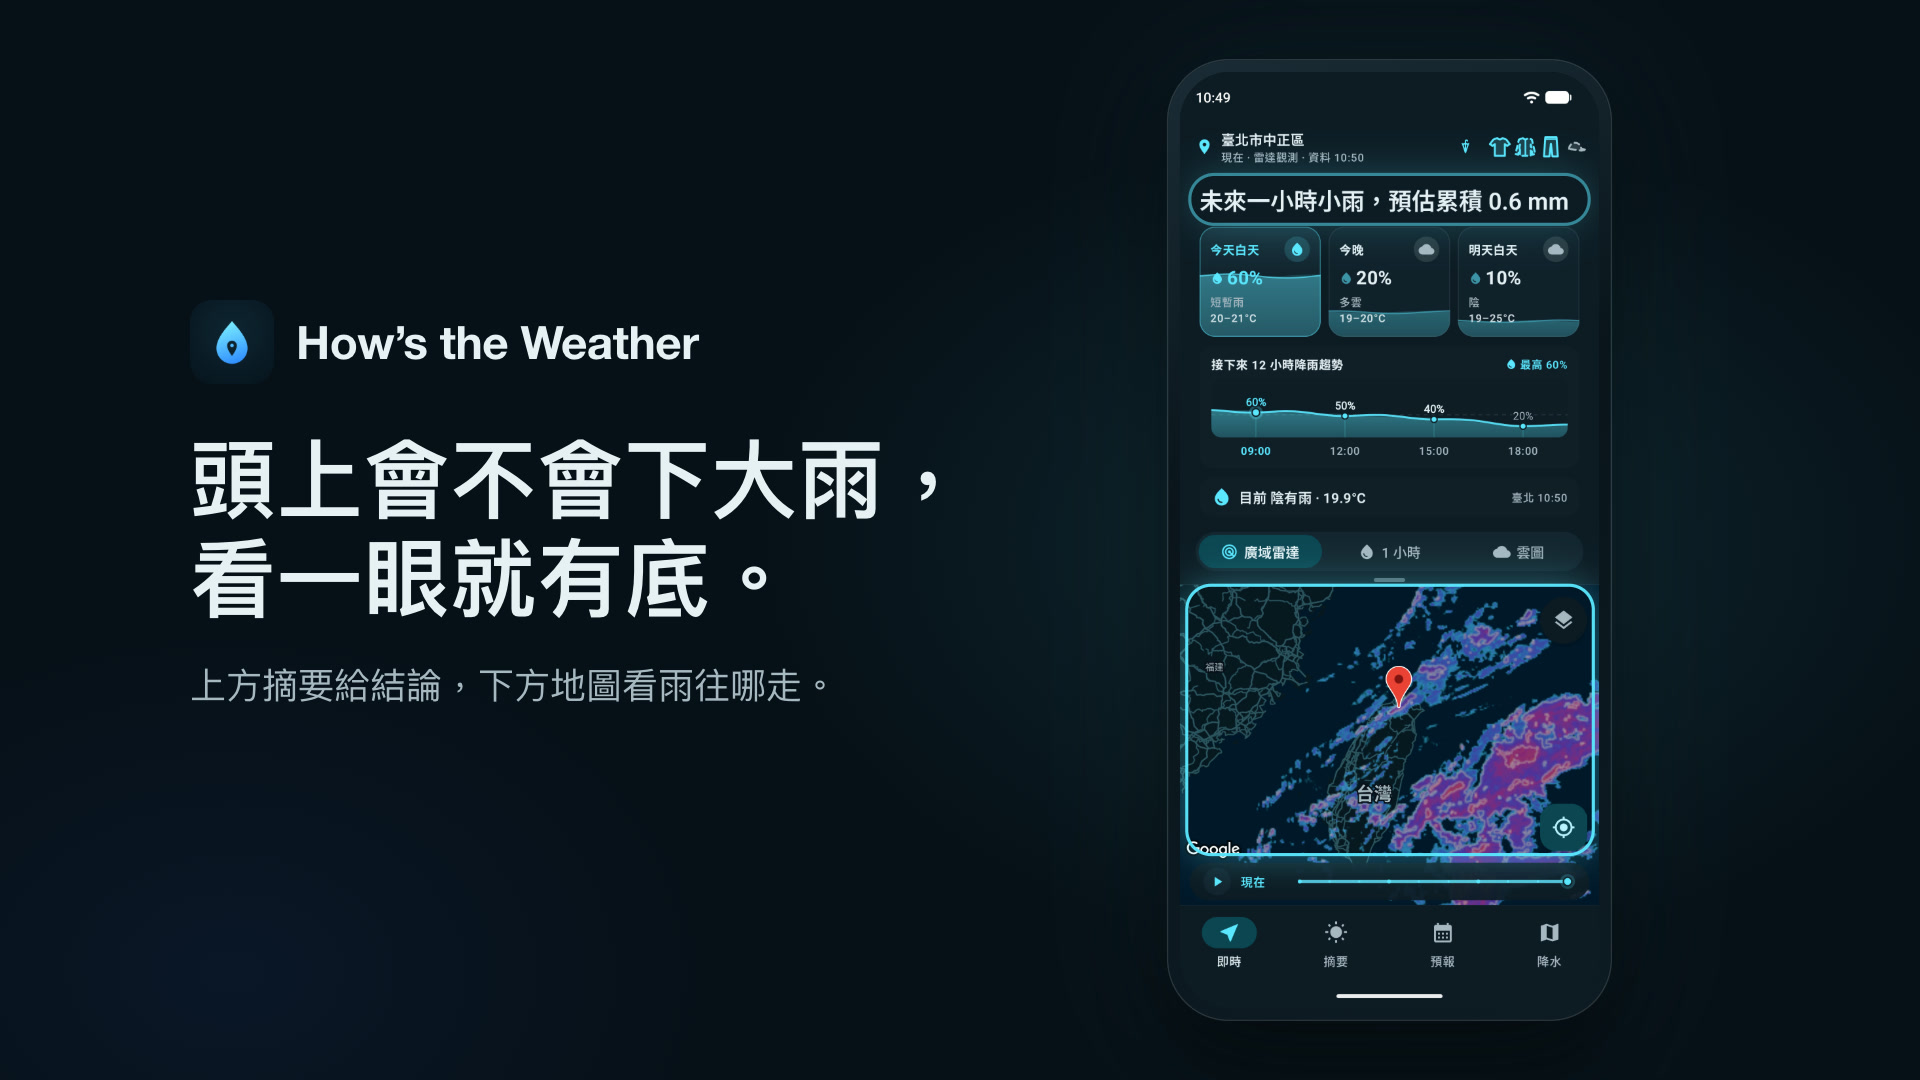 How's the Weather
頭上會不會下大雨，
看一眼就有底。
上方摘要給結論，下方地圖看雨往哪走。
10:49
臺北市中正區
現在 · 雷達觀測 · 資料 10:50
未來一小時小雨，預估累積 0.6 mm
今天白天
60%
短暫雨
20–21°C
今晚
20%
多雲
19–20°C
明天白天
10%
陰
19–25°C
接下來 12 小時降雨趨勢
最高 60%
60%
50%
40%
20%
09:00
12:00
15:00
18:00
目前 陰有雨 · 19.9°C
臺北 10:50
廣域雷達
1 小時
雲圖
福建
台灣
Google
現在
即時
摘要
預報
降水